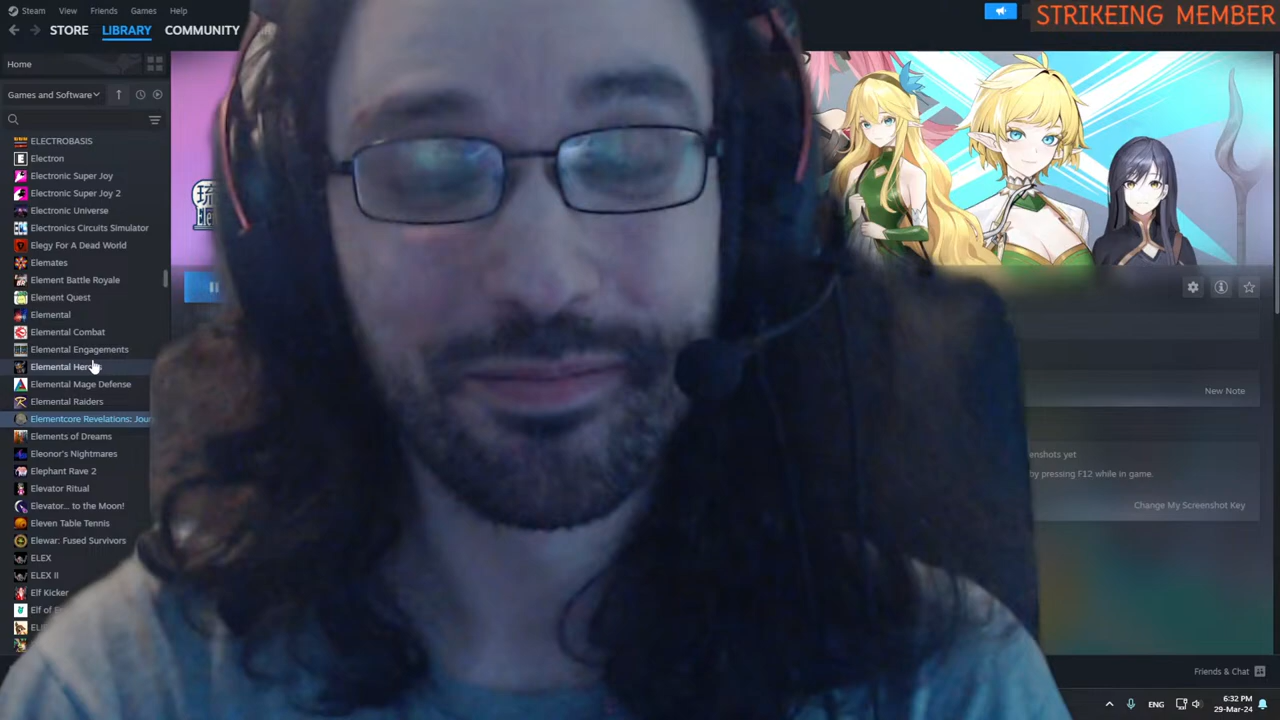 Steam View Friends Games Help
STRIKEING MEMBER
STORE LIBRARY COMMUNITY
Home
Games and Software
ELECTROBASIS
Electron
Electronic Super Joy
Electronic Super Joy 2
Electronic Universe
Electronics Circuits Simulator
Elegy For A Dead World
Elemates
Element Battle Royale
Element Quest
Elemental
Elemental Combat
Elemental Engagements
Elemental
Elemental Mage Defense
Elemental Raiders
Elementcore Revelations:
Elements of Dreams
Eleonor's Nightmares
Elephant Rave 2
Elevator Ritual
Elevator... to the Moon!
Eleven Table Tennis
Elewar: Fused Survivors
ELEX
ELEX II
Elf Kicker
Elf of
New Note
yet
by pressing F12 while in game.
Change My Screenshot Key
Friends & Chat
6:32 PM
ENG
29-Mar-24